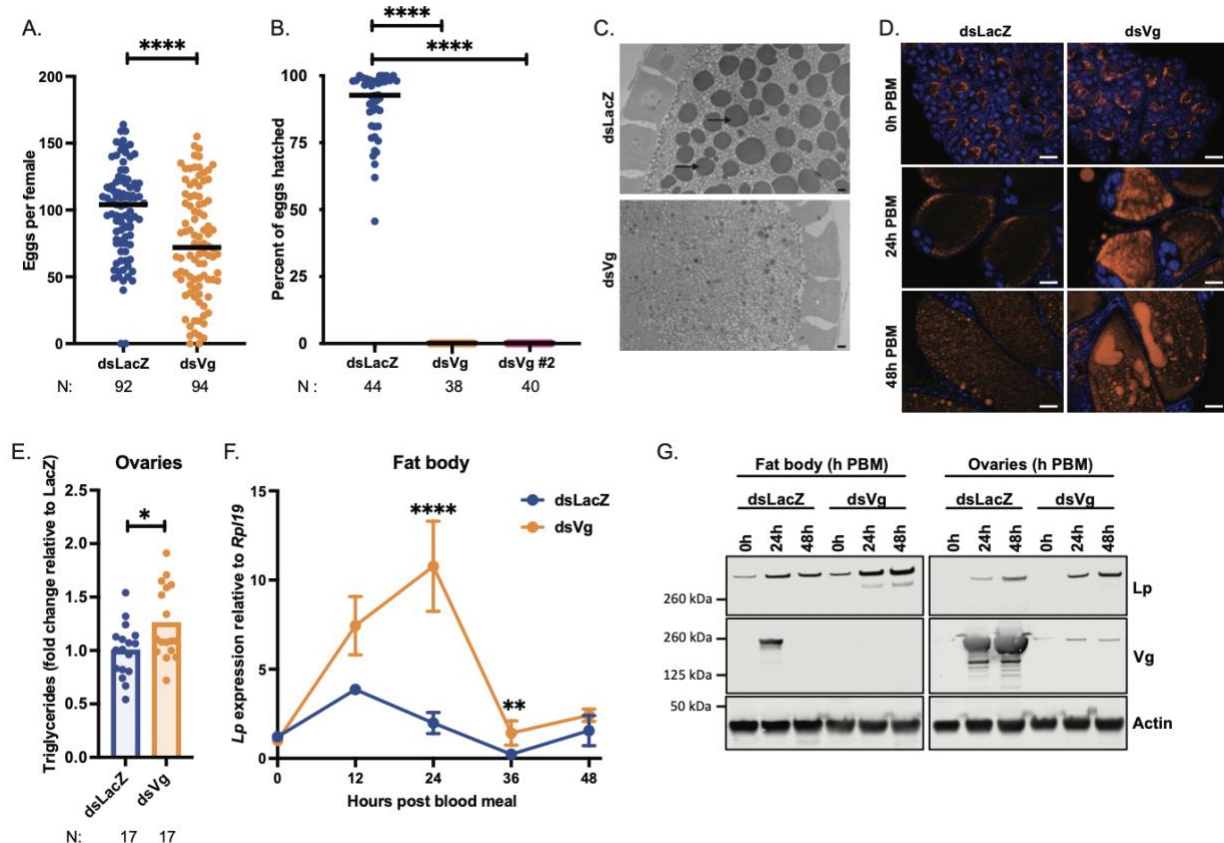 A.
****
Eggs per female
200
150
100
50
0
dsLacZ dsVg
N: 92 94
B.
****
****
Percent of eggs hatched
100
75
50
25
0
dsLacZ dsVg dsVg #2
N : 44 38 40
C.
dsLacZ
dsVg
D.
dsLacZ dsVg
0h PBM
24h PBM
48h PBM
E.
Ovaries
*
Triglycerides (fold change relative to LacZ)
2.5
2.0
1.5
1.0
0.5
0.0
dsLacZ dsVg
N: 17 17
F.
Fat body
Lp expression relative to Rpl19
15
10
5
0
****
**
dsLacZ
dsVg
0 12 24 36 48
Hours post blood meal
G.
Fat body (h PBM) Ovaries (h PBM)
dsLacZ dsVg dsLacZ dsVg
0h 24h 48h 0h 24h 48h 0h 24h 48h 0h 24h 48h
260 kDa
Lp
260 kDa
Vg
125 kDa
50 kDa
Actin